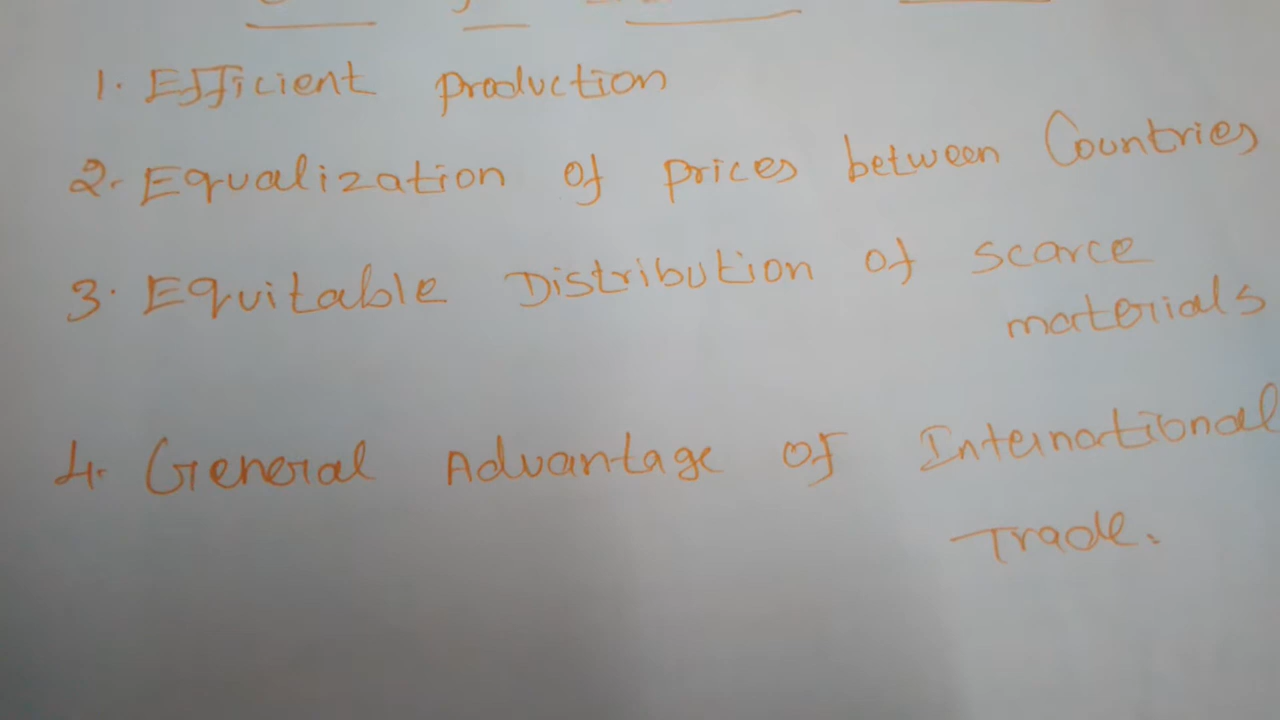 1. Efficient production
2. Equalization of prices between Countries
3. Equitable Distribution of scarce
materials
4. General Advantage of International
Trade.